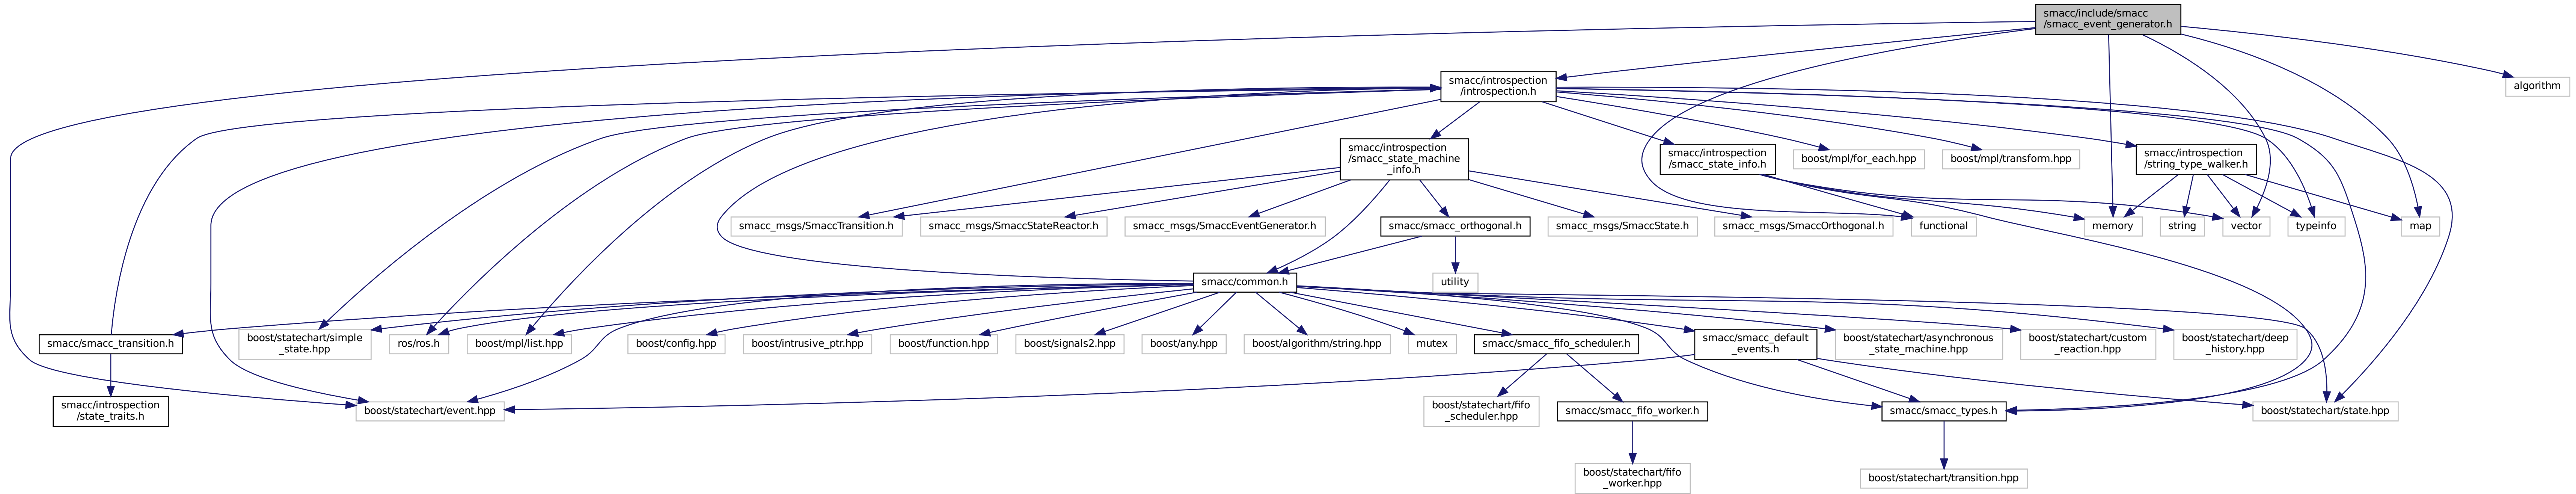 smacc/include/smacc
/smacc_event_generator.h
smacc/introspection
/introspection.h
algorithm
smacc/introspection
/smacc_state_machine
_info.h
smacc/introspection
/smacc_state_info.h
boost/mpl/for_each.hpp
boost/mpl/transform.hpp
smacc/introspection
/string_type_walker.h
smacc_msgs/SmaccTransition.h
smacc_msgs/SmaccStateReactor.h
smacc_msgs/SmaccEventGenerator.h
smacc/smacc_orthogonal.h
smacc_msgs/SmaccState.h
smacc_msgs/SmaccOrthogonal.h
functional
memory
string
vector
typeinfo
map
smacc/common.h
utility
smacc/smacc_transition.h
boost/statechart/simple
_state.hpp
ros/ros.h
boost/mpl/list.hpp
boost/config.hpp
boost/intrusive_ptr.hpp
boost/function.hpp
boost/signals2.hpp
boost/any.hpp
boost/algorithm/string.hpp
mutex
smacc/smacc_fifo_scheduler.h
smacc/smacc_default
_events.h
boost/statechart/asynchronous
_state_machine.hpp
boost/statechart/custom
_reaction.hpp
boost/statechart/deep
_history.hpp
smacc/introspection
/state_traits.h
boost/statechart/event.hpp
boost/statechart/fifo
_scheduler.hpp
smacc/smacc_fifo_worker.h
smacc/smacc_types.h
boost/statechart/state.hpp
boost/statechart/fifo
_worker.hpp
boost/statechart/transition.hpp